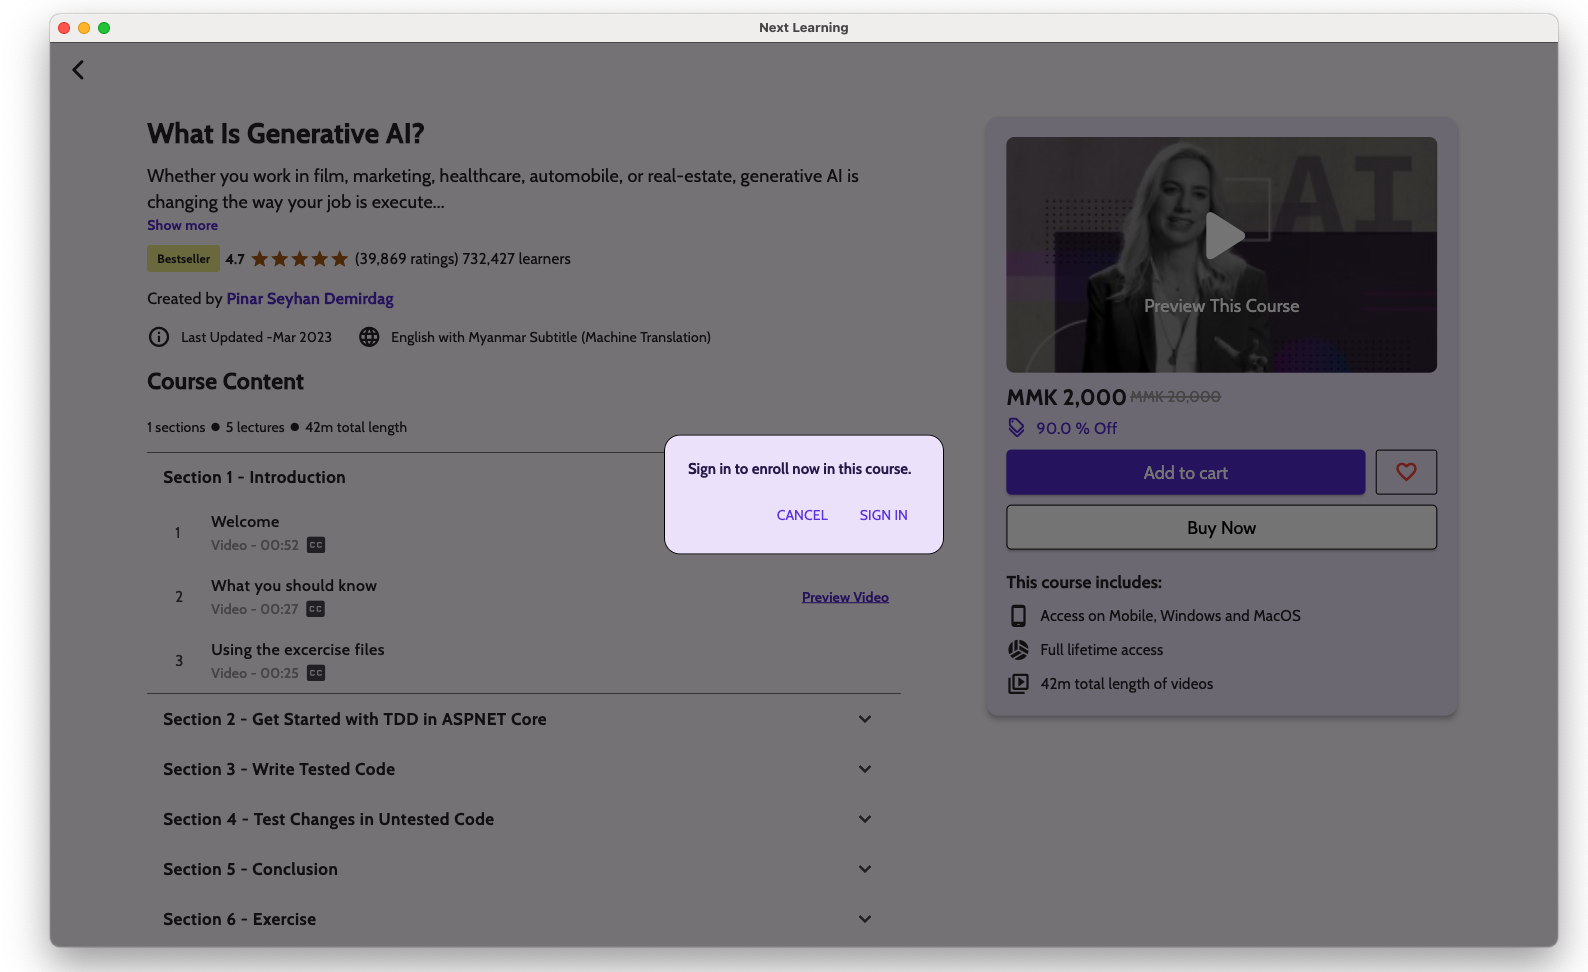 Next Learning
What Is Generative AI?
Whether you work in film, marketing, healthcare, automobile, or real-estate, generative AI is
changing the way your job is execute...
Show more
Bestseller 4.7 (39,869 ratings) 732,427 learners
Created by Pinar Seyhan Demirdag
Last Updated -Mar 2023 English with Myanmar Subtitle (Machine Translation)
Course Content
1 sections ● 5 lectures ● 42m total length
Section 1 - Introduction
1 Welcome
Video - 00:52 CC
2 What you should know
Video - 00:27 CC
Preview Video
3 Using the excercise files
Video - 00:25 CC
Section 2 - Get Started with TDD in ASPNET Core
Section 3 - Write Tested Code
Section 4 - Test Changes in Untested Code
Section 5 - Conclusion
Section 6 - Exercise
Sign in to enroll now in this course.
CANCEL SIGN IN
AI
Preview This Course
MMK 2,000 MMK 20,000
90.0 % Off
Add to cart
Buy Now
This course includes:
Access on Mobile, Windows and MacOS
Full lifetime access
42m total length of videos